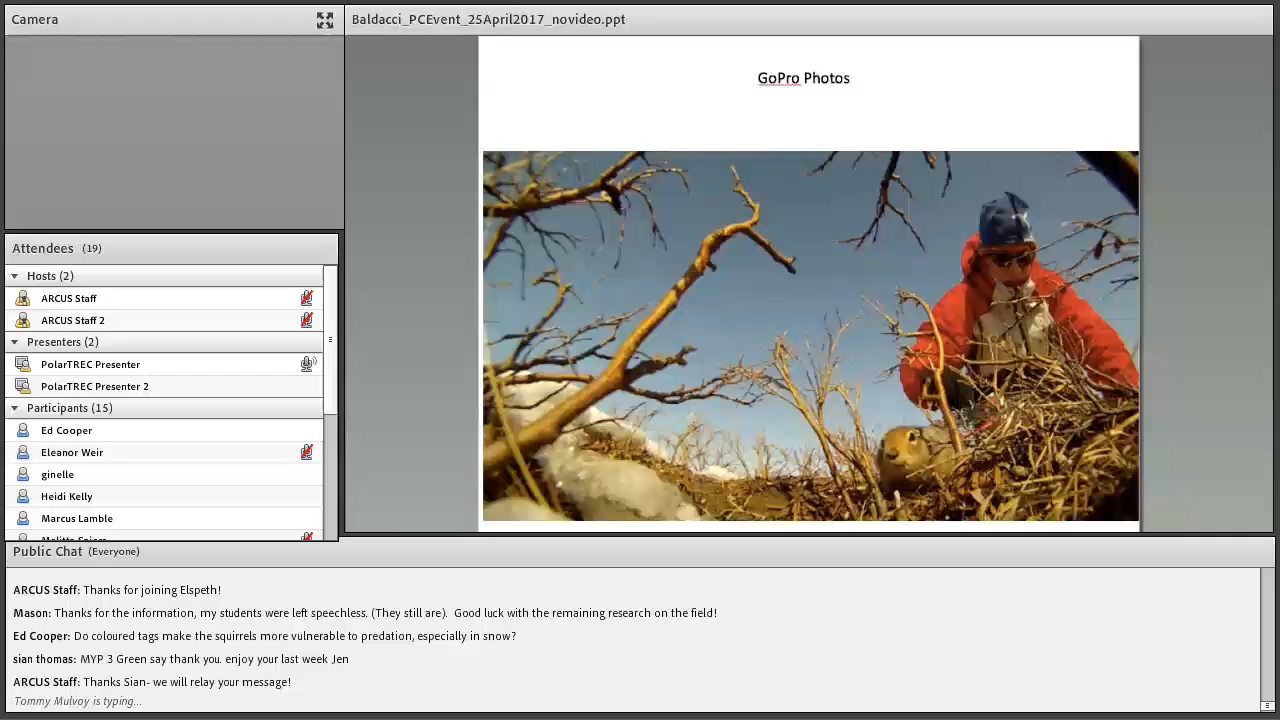 Camera
Baldacci_PCEvent_25April2017_novideo.ppt
GoPro Photos
Attendees (19)
Hosts (2)
ARCUS Staff
ARCUS Staff 2
Presenters (2)
PolarTREC Presenter
PolarTREC Presenter 2
Participants (15)
Ed Cooper
Eleanor Weir
ginelle
Heidi Kelly
Marcus Lamble
Public Chat (Everyone)
ARCUS Staff: Thanks for joining Elspeth!
Mason: Thanks for the information, my students were left speechless. (They still are).  Good luck with the remaining research on the field!
Ed Cooper: Do coloured tags make the squirrels more vulnerable to predation, especially in snow?
sian thomas: MYP 3 Green say thank you. enjoy your last week Jen
ARCUS Staff: Thanks Sian- we will relay your message!
Tommy Mulvoy is typing...